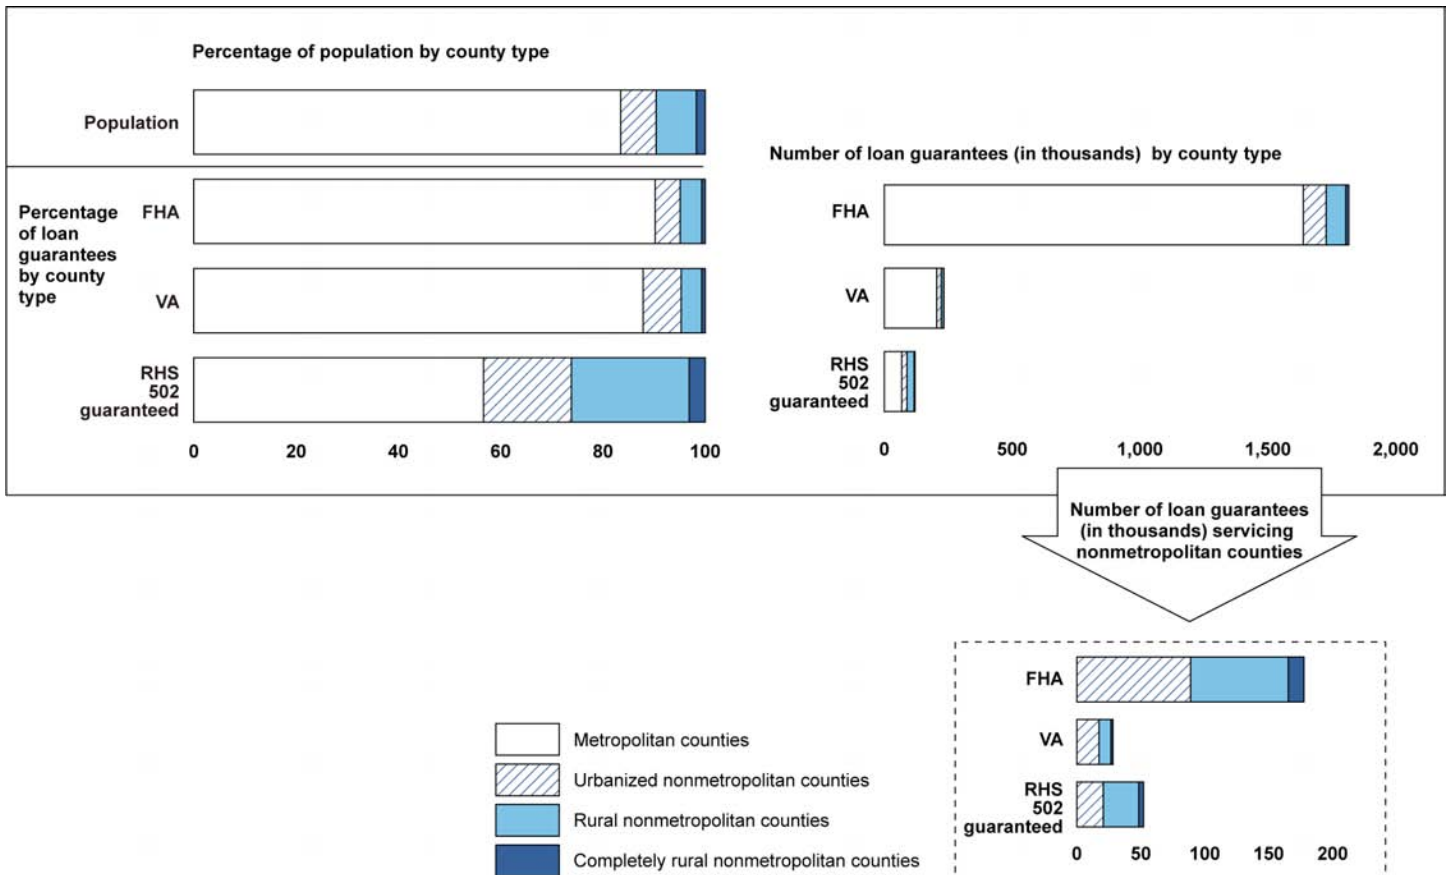 Percentage of population by county type
Population
Percentage
of loan
guarantees
by county
type
FHA
VA
RHS
502
guaranteed
0 20 40 60 80 100
Number of loan guarantees (in thousands) by county type
FHA
VA
RHS
502
guaranteed
0 500 1,000 1,500 2,000
Number of loan guarantees
(in thousands) servicing
nonmetropolitan counties
FHA
VA
RHS
502
guaranteed
0 50 100 150 200
Metropolitan counties
Urbanized nonmetropolitan counties
Rural nonmetropolitan counties
Completely rural nonmetropolitan counties